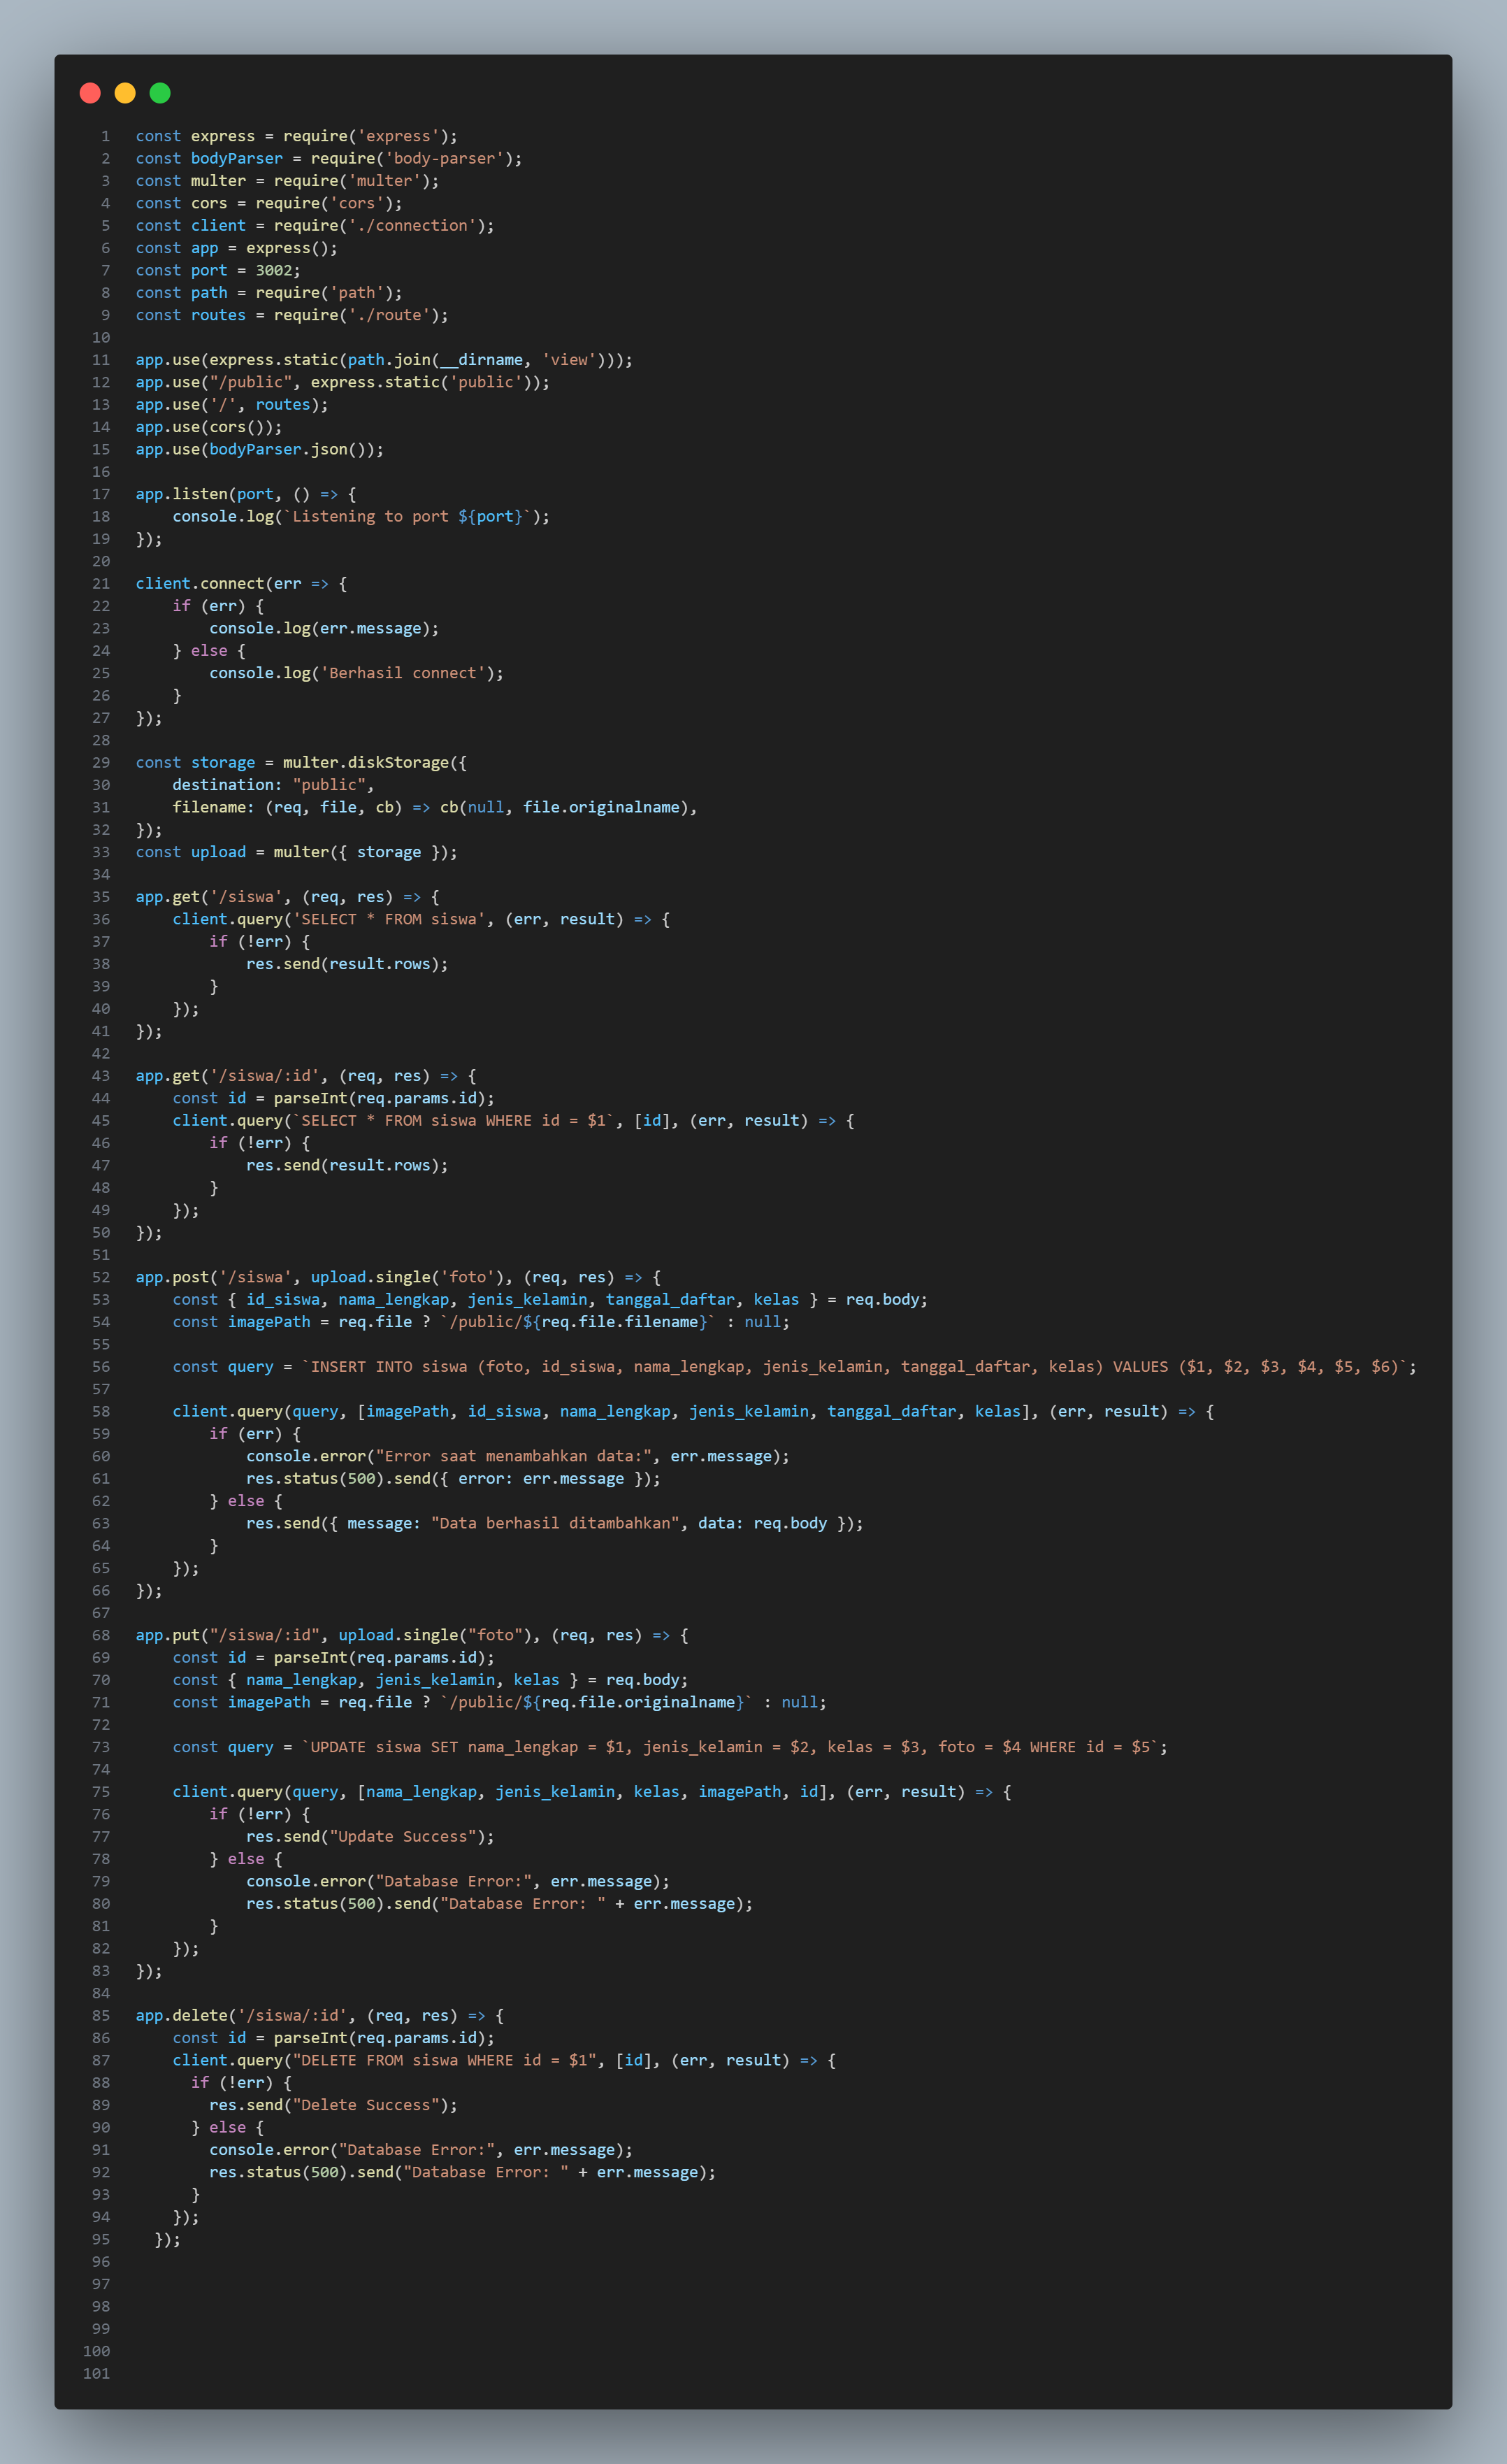 1 const express = require('express');
2 const bodyParser = require('body-parser');
3 const multer = require('multer');
4 const cors = require('cors');
5 const client = require('./connection');
6 const app = express();
7 const port = 3002;
8 const path = require('path');
9 const routes = require('./route');
10
11 app.use(express.static(path.join(__dirname, 'view')));
12 app.use("/public", express.static('public'));
13 app.use('/', routes);
14 app.use(cors());
15 app.use(bodyParser.json());
16
17 app.listen(port, () => {
18     console.log(`Listening to port ${port}`);
19 });
20
21 client.connect(err => {
22     if (err) {
23         console.log(err.message);
24     } else {
25         console.log('Berhasil connect');
26     }
27 });
28
29 const storage = multer.diskStorage({
30     destination: "public",
31     filename: (req, file, cb) => cb(null, file.originalname),
32 });
33 const upload = multer({ storage });
34
35 app.get('/siswa', (req, res) => {
36     client.query('SELECT * FROM siswa', (err, result) => {
37         if (!err) {
38             res.send(result.rows);
39         }
40     });
41 });
42
43 app.get('/siswa/:id', (req, res) => {
44     const id = parseInt(req.params.id);
45     client.query(`SELECT * FROM siswa WHERE id = $1`, [id], (err, result) => {
46         if (!err) {
47             res.send(result.rows);
48         }
49     });
50 });
51
52 app.post('/siswa', upload.single('foto'), (req, res) => {
53     const { id_siswa, nama_lengkap, jenis_kelamin, tanggal_daftar, kelas } = req.body;
54     const imagePath = req.file ? `/public/${req.file.filename}` : null;
55
56     const query = `INSERT INTO siswa (foto, id_siswa, nama_lengkap, jenis_kelamin, tanggal_daftar, kelas) VALUES ($1, $2, $3, $4, $5, $6)`;
57
58     client.query(query, [imagePath, id_siswa, nama_lengkap, jenis_kelamin, tanggal_daftar, kelas], (err, result) => {
59         if (err) {
60             console.error("Error saat menambahkan data:", err.message);
61             res.status(500).send({ error: err.message });
62         } else {
63             res.send({ message: "Data berhasil ditambahkan", data: req.body });
64         }
65     });
66 });
67
68 app.put("/siswa/:id", upload.single("foto"), (req, res) => {
69     const id = parseInt(req.params.id);
70     const { nama_lengkap, jenis_kelamin, kelas } = req.body;
71     const imagePath = req.file ? `/public/${req.file.originalname}` : null;
72
73     const query = `UPDATE siswa SET nama_lengkap = $1, jenis_kelamin = $2, kelas = $3, foto = $4 WHERE id = $5`;
74
75     client.query(query, [nama_lengkap, jenis_kelamin, kelas, imagePath, id], (err, result) => {
76         if (!err) {
77             res.send("Update Success");
78         } else {
79             console.error("Database Error:", err.message);
80             res.status(500).send("Database Error: " + err.message);
81         }
82     });
83 });
84
85 app.delete('/siswa/:id', (req, res) => {
86     const id = parseInt(req.params.id);
87     client.query("DELETE FROM siswa WHERE id = $1", [id], (err, result) => {
88       if (!err) {
89         res.send("Delete Success");
90       } else {
91         console.error("Database Error:", err.message);
92         res.status(500).send("Database Error: " + err.message);
93       }
94     });
95   });
96
97
98
99
100
101